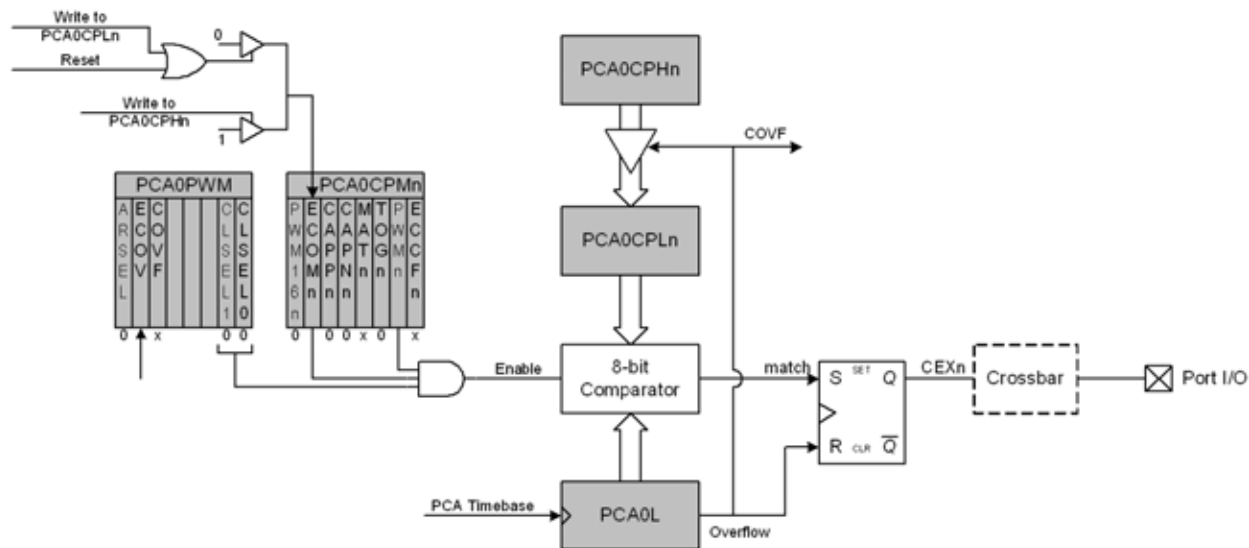 Write to
PCA0CPLn
Reset
0
Write to
PCA0CPHn
1
PCA0CPHn
COVF
PCA0PWM
ARSEL ECOV COVF CLSEL1 CLSEL0
0 x 0 0
PCA0CPMn
PWM16n ECOMn CAPPn CAPNn MATn TOGn PWMn ECCFn
0 0 0 x 0 x
PCA0CPLn
Enable
8-bit
Comparator
match
S SET Q
R CLR Q
CEXn
Crossbar
Port I/O
PCA Timebase
PCA0L
Overflow